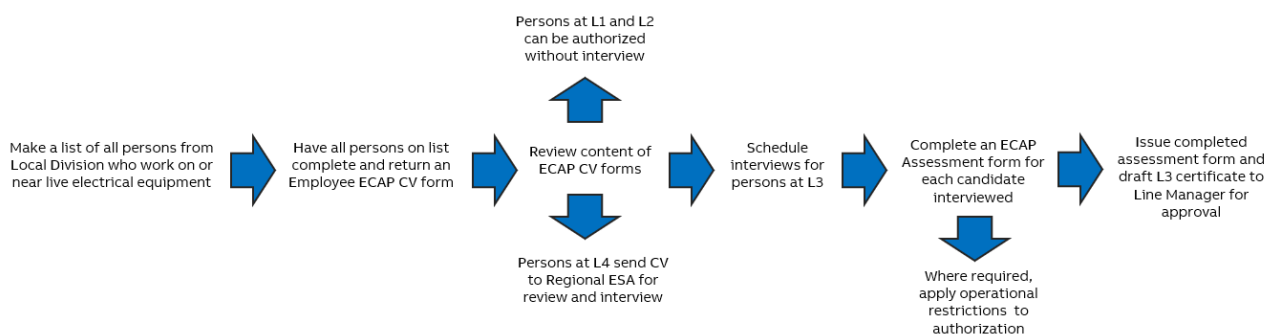 Persons at L1 and L2
can be authorized
without interview
Make a list of all persons from
Local Division who work on or
near live electrical equipment
Have all persons on list
complete and return an
Employee ECAP CV form
Review content of
ECAP CV forms
Schedule
interviews for
persons at L3
Complete an ECAP
Assessment form for
each candidate
interviewed
Issue completed
assessment form and
draft L3 certificate to
Line Manager for
approval
Persons at L4 send CV
to Regional ESA for
review and interview
Where required,
apply operational
restrictions to
authorization